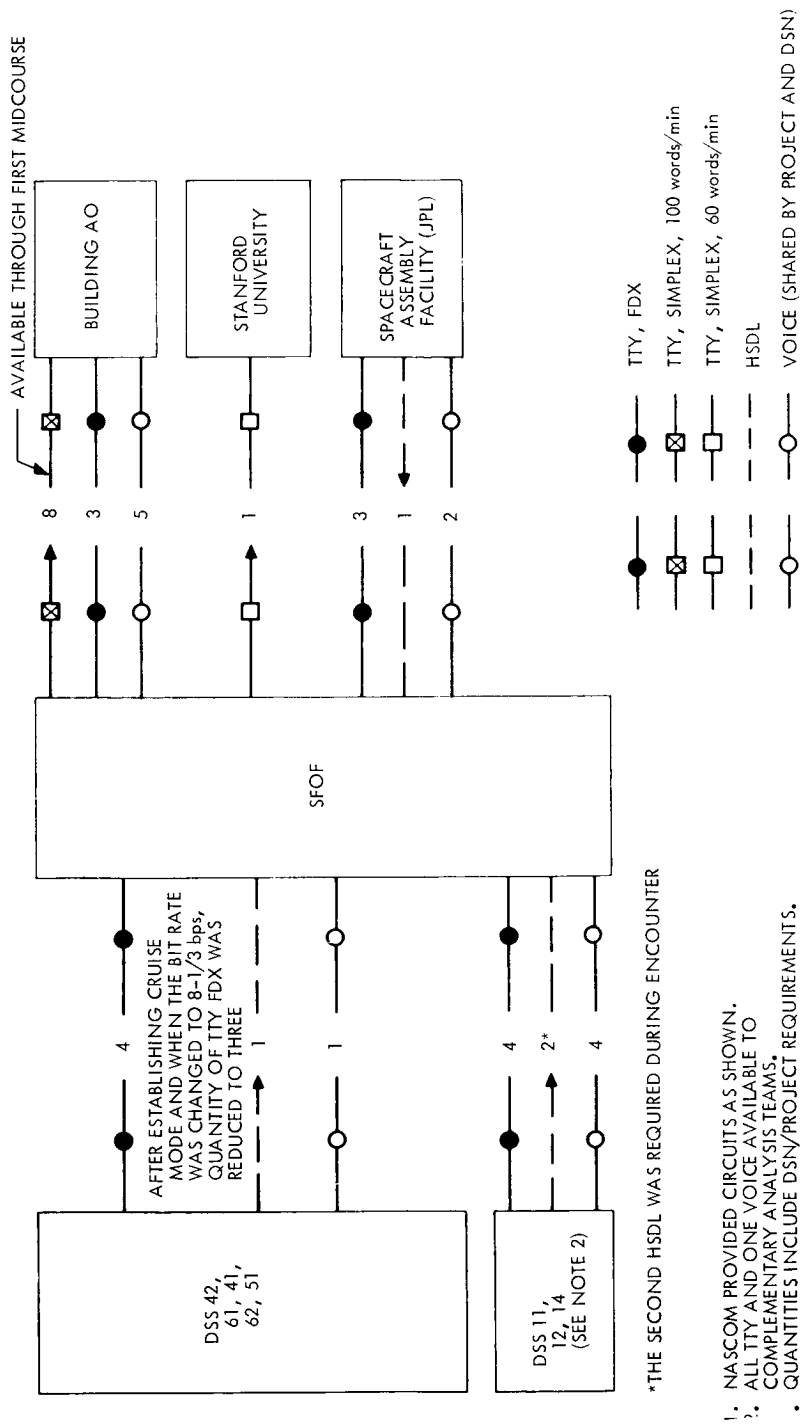 AVAILABLE THROUGH FIRST MIDCOURSE
DSS 42,
61, 41,
62, 51
4
AFTER ESTABLISHING CRUISE
MODE AND WHEN THE BIT RATE
WAS CHANGED TO 8-1/3 bps,
QUANTITY OF TTY FDX WAS
REDUCED TO THREE
1
1
DSS 11,
12, 14
(SEE NOTE 2)
4
2*
4
SFOF
8
3
5
BUILDING AO
1
STANFORD
UNIVERSITY
3
1
2
SPACECRAFT
ASSEMBLY
FACILITY (JPL)
*THE SECOND HSDL WAS REQUIRED DURING ENCOUNTER
TTY, FDX
TTY, SIMPLEX, 100 words/min
TTY, SIMPLEX, 60 words/min
HSDL
VOICE (SHARED BY PROJECT AND DSN)
1. NASCOM PROVIDED CIRCUITS AS SHOWN.
2. ALL TTY AND ONE VOICE AVAILABLE TO
COMPLEMENTARY ANALYSIS TEAMS.
. QUANTITIES INCLUDE DSN/PROJECT REQUIREMENTS.